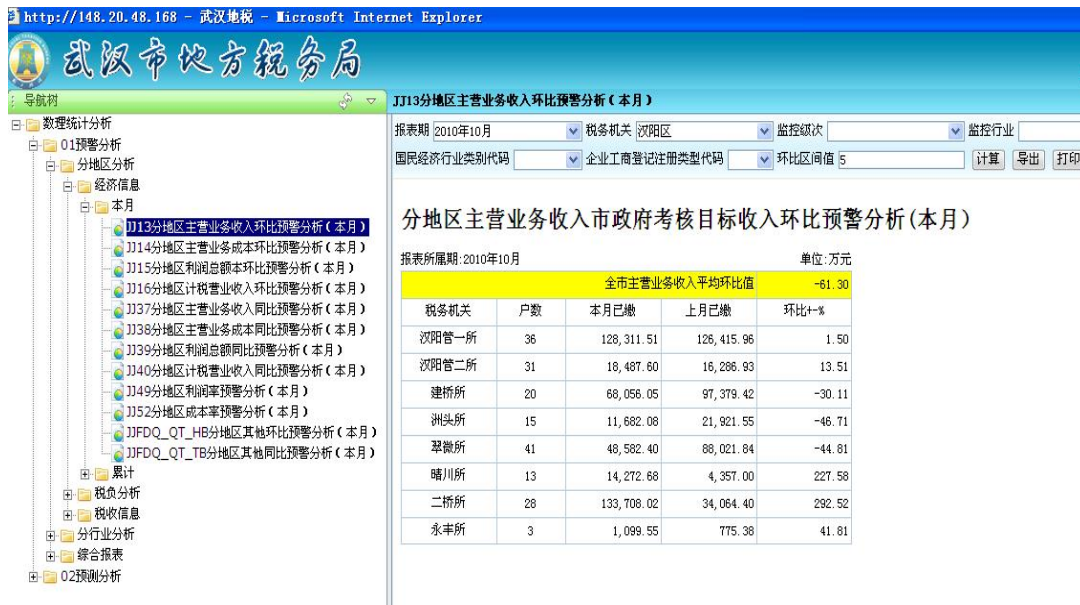 http://148.20.48.168 - 武汉地税 - Microsoft Internet Explorer
武汉市地方税务局
导航树
数理统计分析
01预警分析
分地区分析
经济信息
本月
JJ13分地区主营业务收入环比预警分析(本月)
JJ14分地区主营业务成本环比预警分析(本月)
JJ15分地区利润总额本环比预警分析(本月)
JJ16分地区计税营业收入环比预警分析(本月)
JJ37分地区主营业务收入同比预警分析(本月)
JJ38分地区主营业务成本同比预警分析(本月)
JJ39分地区利润总额同比预警分析(本月)
JJ40分地区计税营业收入同比预警分析(本月)
JJ49分地区利润率预警分析(本月)
JJ52分地区成本率预警分析(本月)
JJFDQ_QT_HB分地区其他环比预警分析(本月)
JJFDQ_QT_TB分地区其他同比预警分析(本月)
累计
税负分析
税收信息
分行业分析
综合报表
02预测分析
JJ13分地区主营业务收入环比预警分析(本月)
报表期 2010年10月 税务机关 汉阳区 监控级次 监控行业
国民经济行业类别代码 企业工商登记注册类型代码 环比区间值 5 计算 导出 打印
分地区主营业务收入市政府考核目标收入环比预警分析(本月)
报表所属期:2010年10月 单位:万元
全市主营业务收入平均环比值 -61.30
税务机关 户数 本月已缴 上月已缴 环比+-%
汉阳管一所 36 128,311.51 126,415.96 1.50
汉阳管二所 31 18,487.60 16,286.93 13.51
建桥所 20 68,056.05 97,379.42 -30.11
洲头所 15 11,682.08 21,921.55 -46.71
翠微所 41 48,582.40 88,021.84 -44.81
晴川所 13 14,272.68 4,357.00 227.58
二桥所 28 133,708.02 34,064.40 292.52
永丰所 3 1,099.55 775.38 41.81